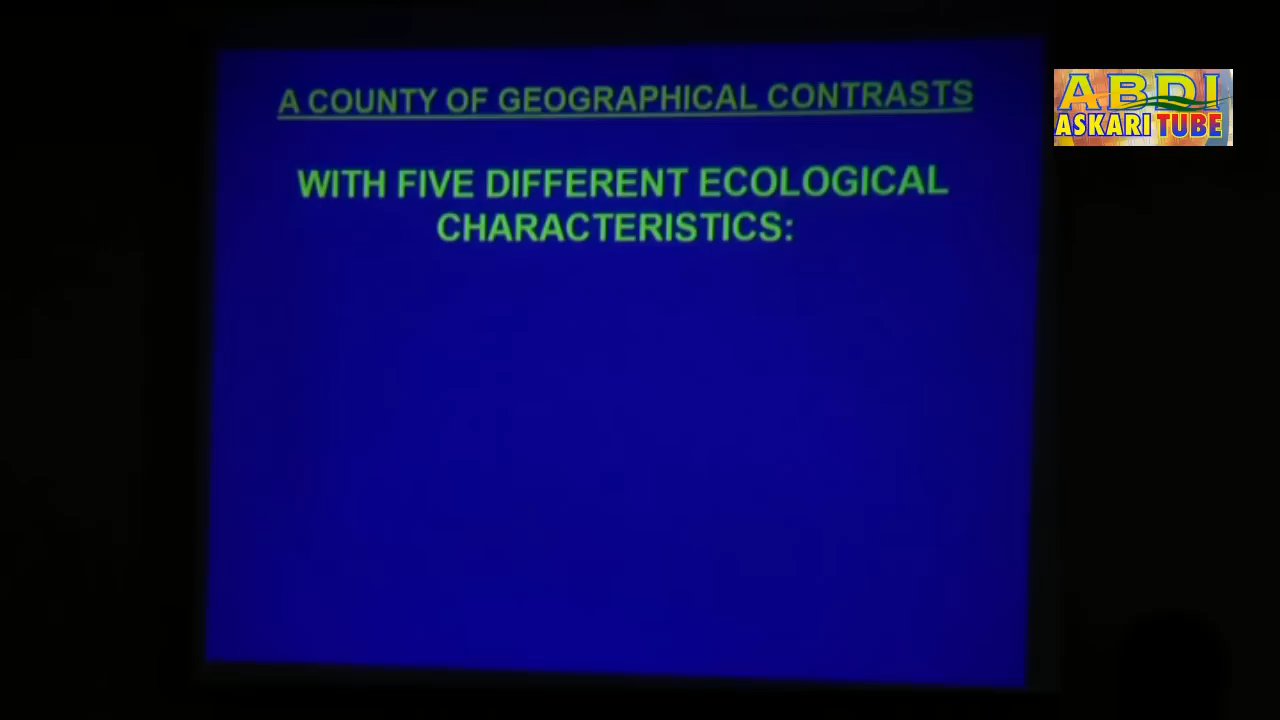 A COUNTY OF GEOGRAPHICAL CONTRASTS
WITH FIVE DIFFERENT ECOLOGICAL
CHARACTERISTICS:
ABDI
ASKARI TUBE